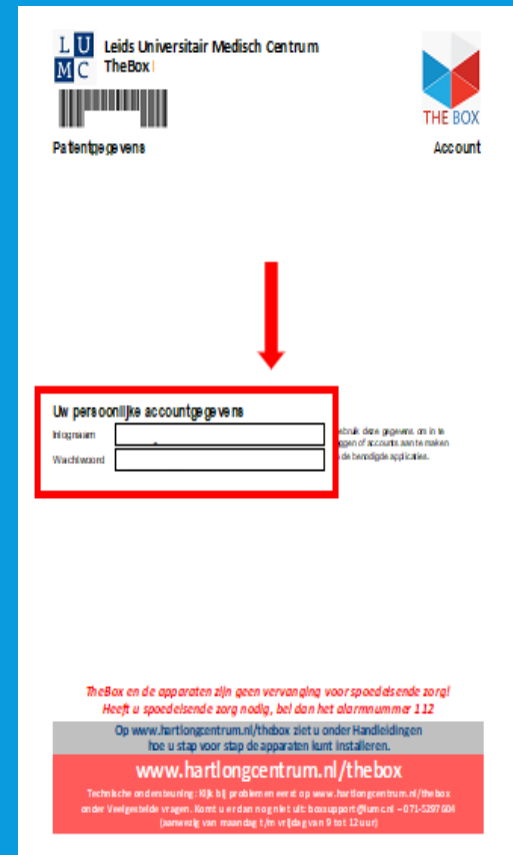 L U
M C
Leids Universitair Medisch Centrum
TheBox
THE BOX
Patiëntgegevens
Account
Uw persoonlijke accountgegevens
Inlognaam
Wachtwoord
ebruik deze gegevens om in te
ggen of accounts aan te maken
de benodigde applicaties.
TheBox en de apparaten zijn geen vervanging voor spoedeisende zorg!
Heeft u spoedeisende zorg nodig, bel dan het alarmnummer 112
Op www.hartlongcentrum.nl/thebox ziet u onder Handleidingen
hoe u stap voor stap de apparaten kunt installeren.
www.hartlongcentrum.nl/thebox
Technische ondersteuning: Kijk bij problemen eerst op www.hartlongcentrum.nl/thebox
onder Veelgestelde vragen. Komt u er dan nog niet uit: boxsupport@lumc.nl – 071-5297604
(aanwezig van maandag t/m vrijdag van 9 tot 12 uur)